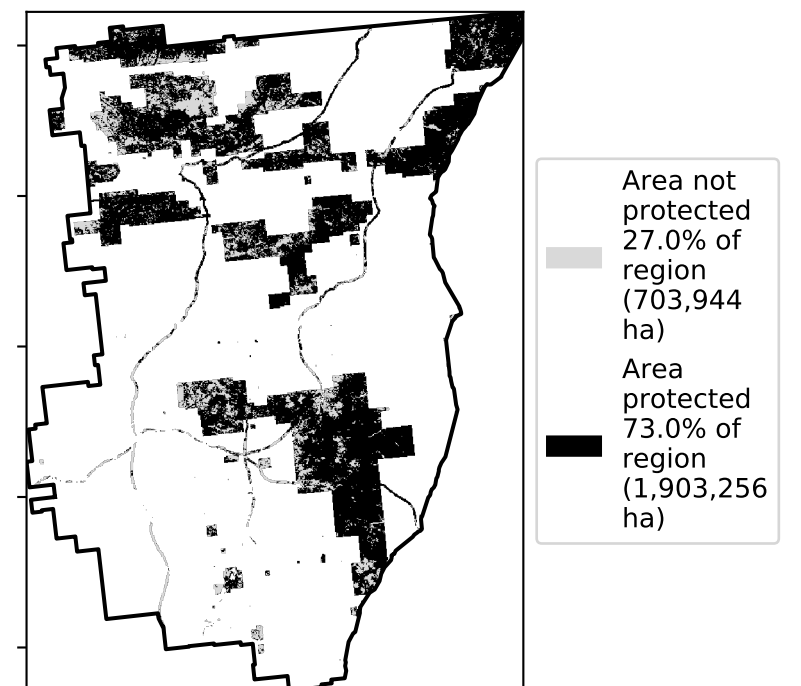 Area not
protected
27.0% of
region
(703,944
ha)
Area
protected
73.0% of
region
(1,903,256
ha)